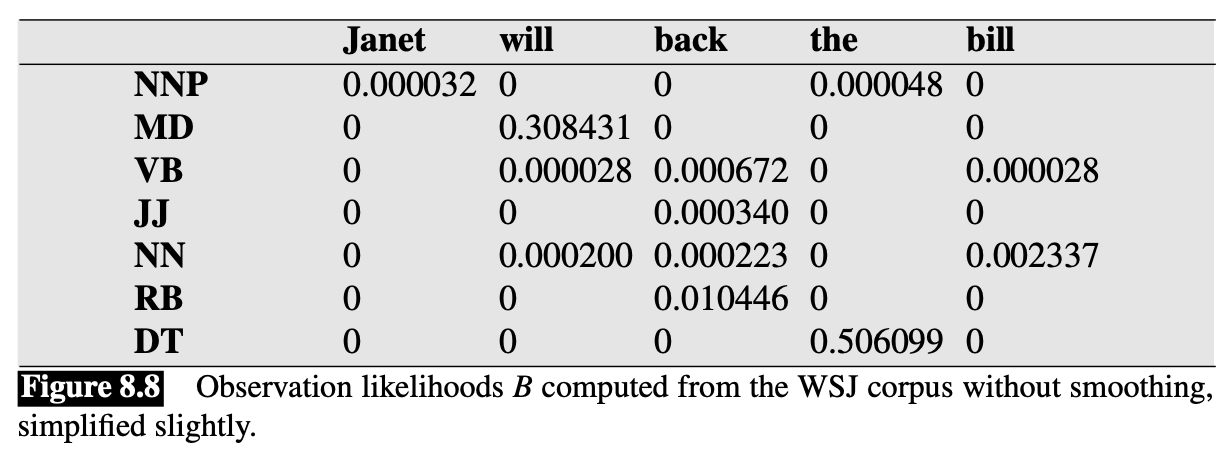 Janet will back the bill
NNP 0.000032 0 0 0.000048 0
MD 0 0.308431 0 0 0
VB 0 0.000028 0.000672 0 0.000028
JJ 0 0 0.000340 0 0
NN 0 0.000200 0.000223 0 0.002337
RB 0 0 0.010446 0 0
DT 0 0 0 0.506099 0
Figure 8.8 Observation likelihoods B computed from the WSJ corpus without smoothing,
simplified slightly.